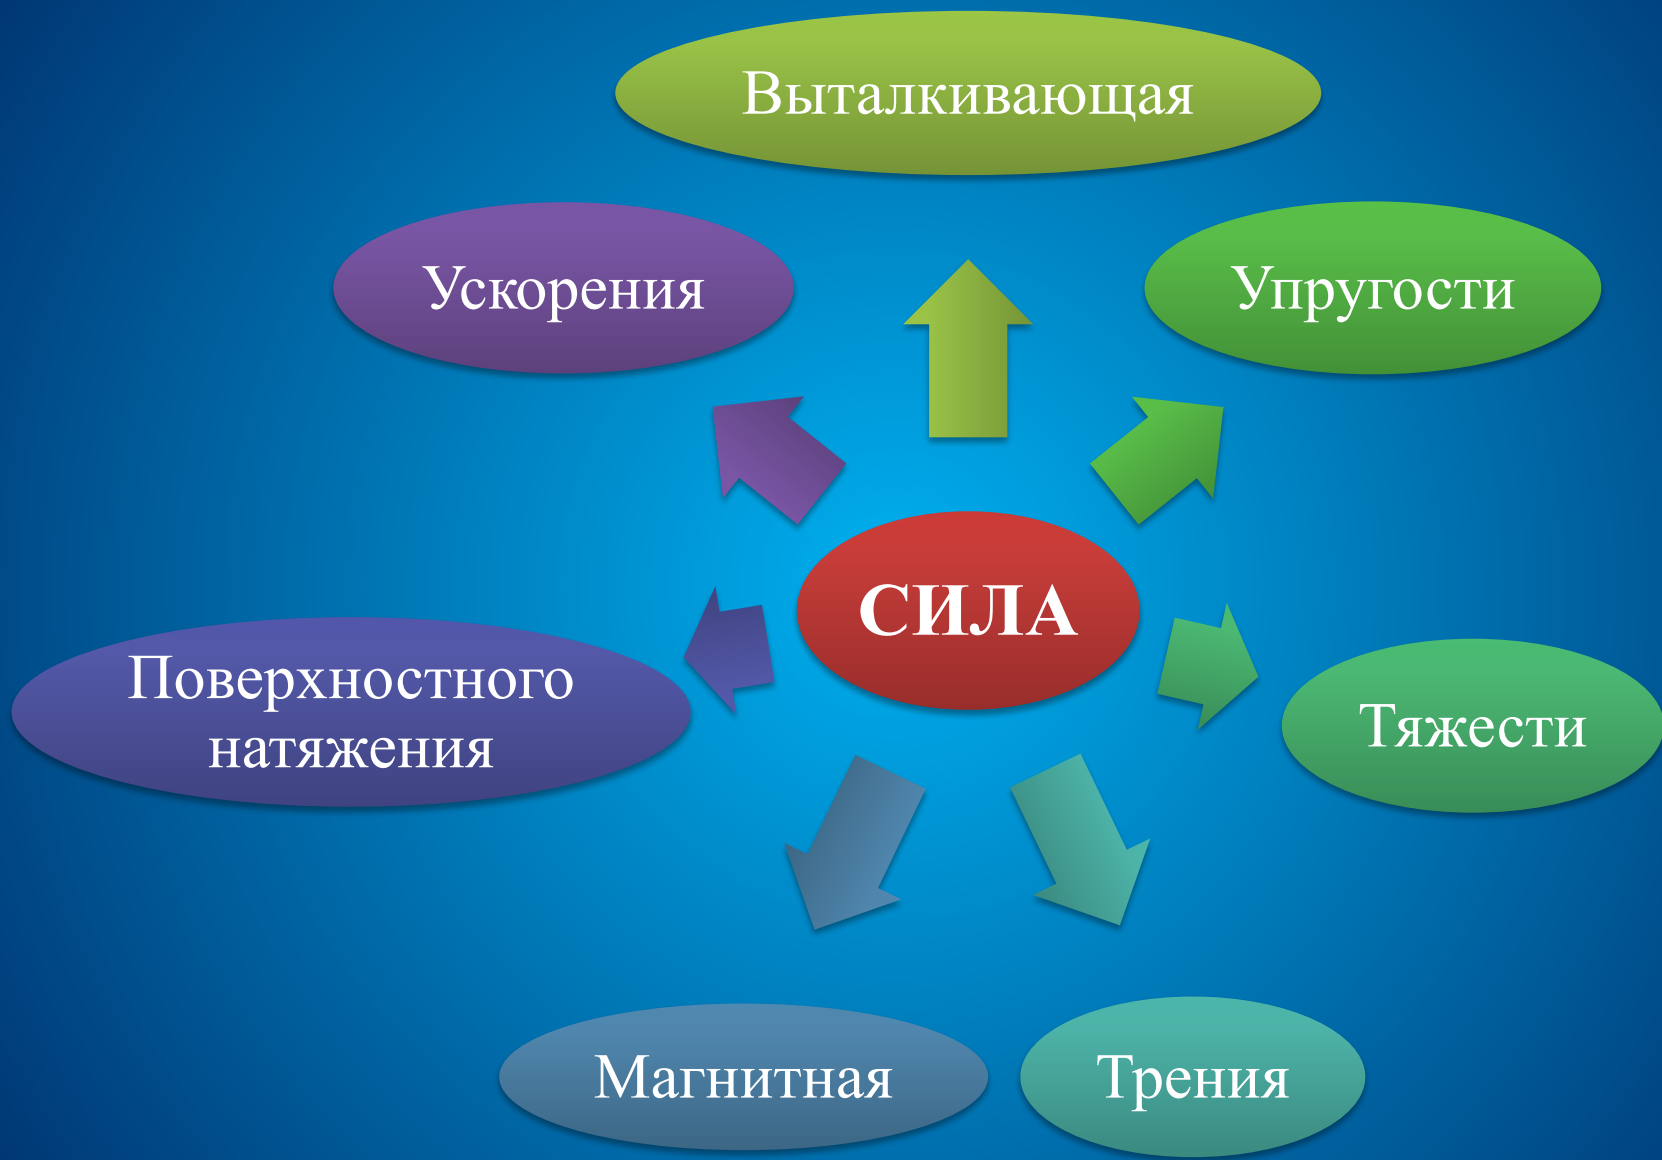 Выталкивающая
Ускорения
Упругости
СИЛА
Поверхностного
натяжения
Тяжести
Магнитная
Трения